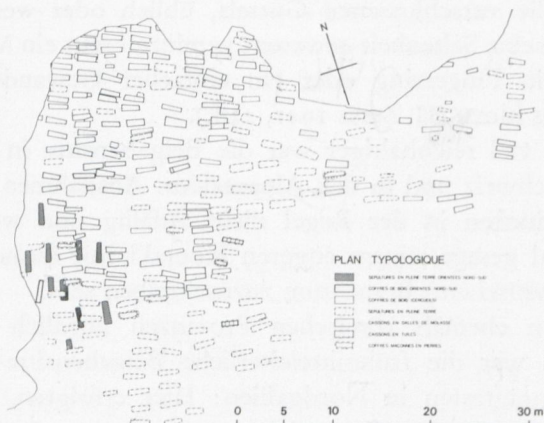 N
PLAN TYPOLOGIQUE
SEPULTURES EN PLEINE TERRE ORIENTEES NORD-SUD
COFFRES DE BOIS ORIENTES NORD-SUD
COFFRES DE BOIS
SEPULTURES EN PLEINE TERRE
CAISSONS EN DALLES DE MOLASSE
CAISSONS EN TUILES
COFFRES MAÇONNES EN PIERRES
0 5 10 20 30 m